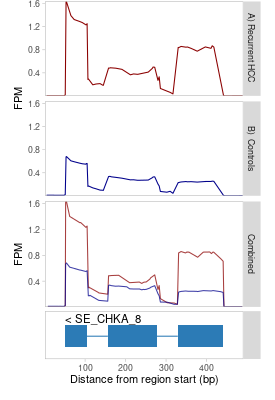 1.6
1.2
0.8
0.4
A) Recurrent HCC
FPM
1.6
1.2
0.8
0.4
B) Controls
1.6
1.2
0.8
0.4
Combined
FPM
< SE_CHKA_8
100 200 300 400
Distance from region start (bp)